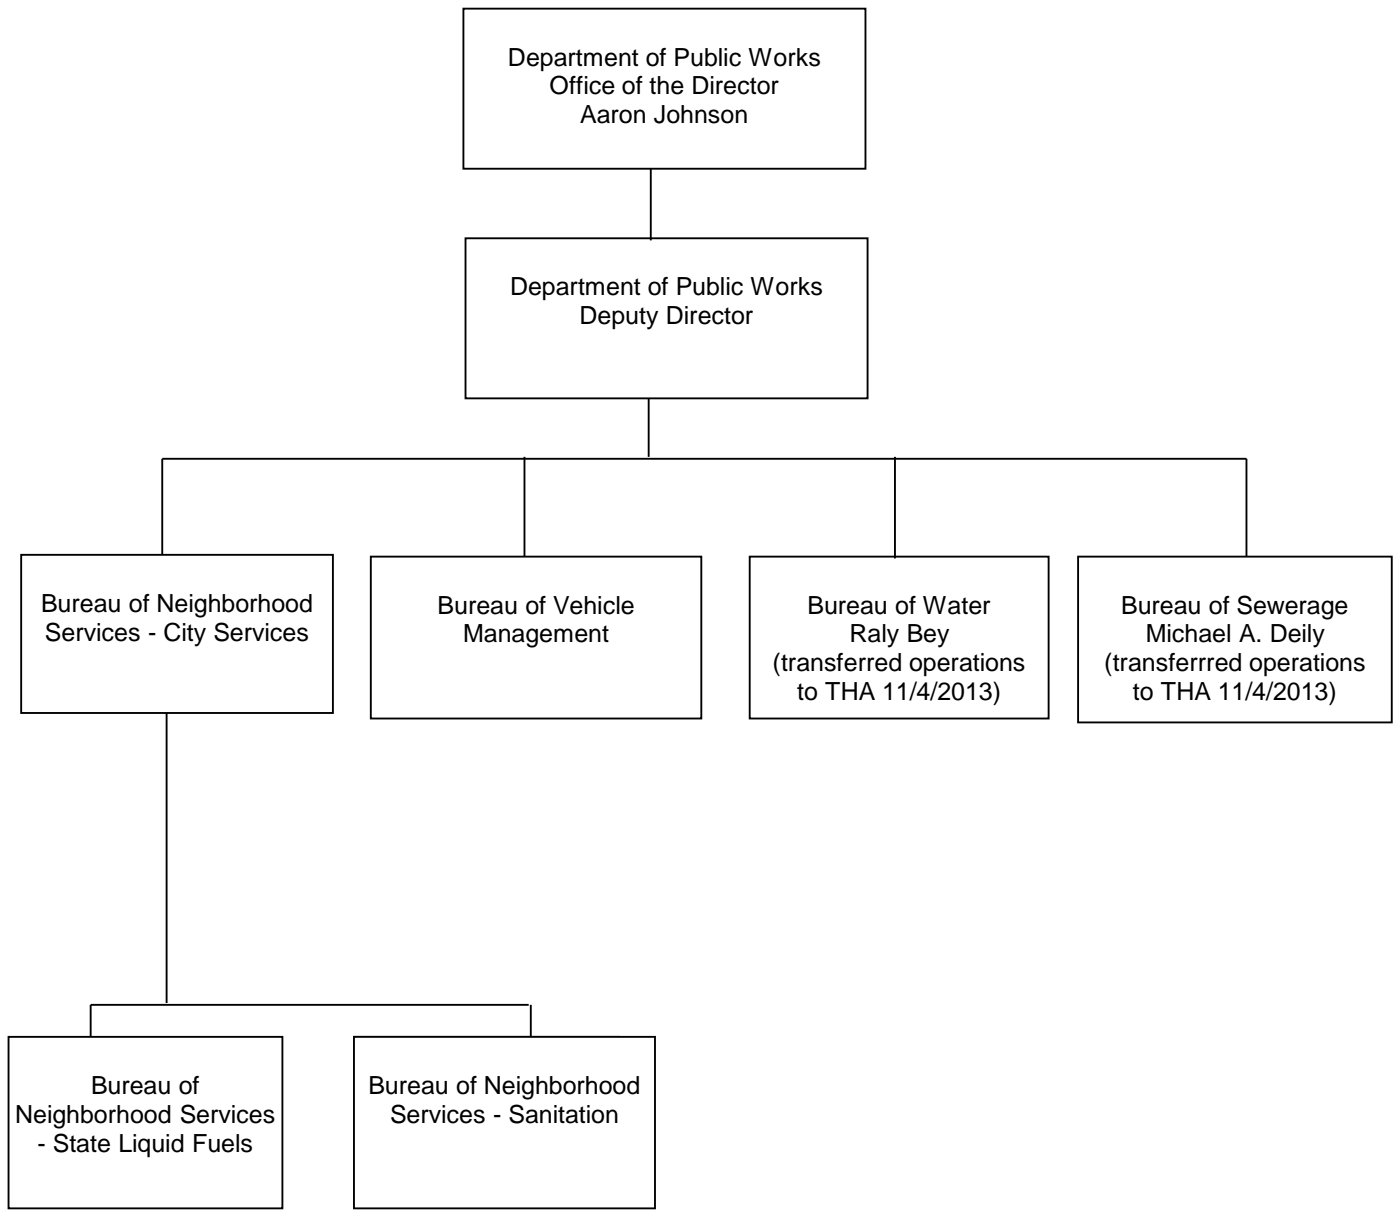 Department of Public Works
Office of the Director
Aaron Johnson
Department of Public Works
Deputy Director
Bureau of Neighborhood
Services - City Services
Bureau of Vehicle
Management
Bureau of Water
Raly Bey
(transferred operations
to THA 11/4/2013)
Bureau of Sewerage
Michael A. Deily
(transferrred operations
to THA 11/4/2013)
Bureau of
Neighborhood Services
- State Liquid Fuels
Bureau of Neighborhood
Services - Sanitation